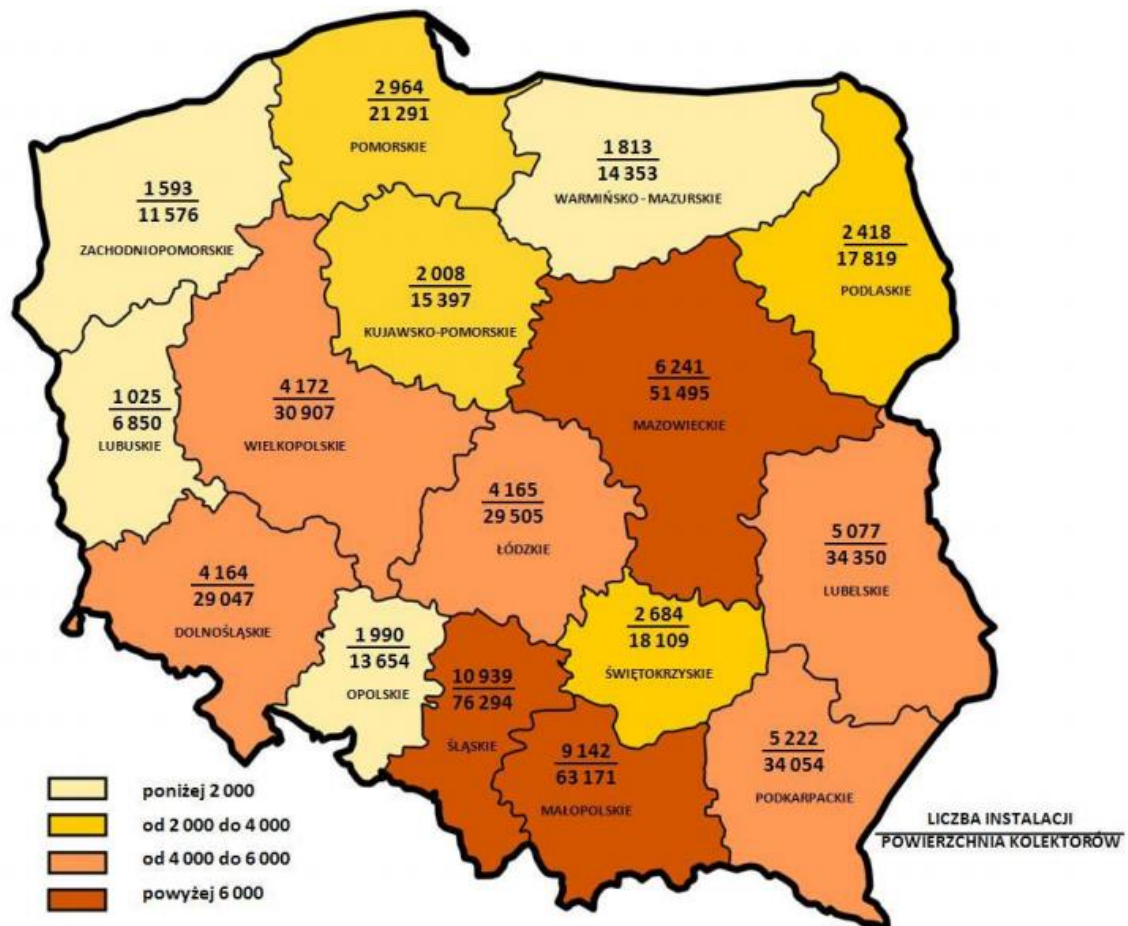 2 964
21 291
POMORSKIE
1 813
14 353
WARMIŃSKO - MAZURSKIE
1 593
11 576
ZACHODNIOPOMORSKIE
2 418
17 819
PODLASKIE
2 008
15 397
KUJAWSKO-POMORSKIE
1 025
6 850
LUBUSKIE
4 172
30 907
WIELKOPOLSKIE
6 241
51 495
MAZOWIECKIE
4 165
29 505
ŁÓDZKIE
5 077
34 350
LUBELSKIE
4 164
29 047
DOLNOŚLĄSKIE
1 990
13 654
OPOLSKIE
2 684
18 109
ŚWIĘTOKRZYSKIE
10 939
76 294
ŚLĄSKIE
9 142
63 171
MAŁOPOLSKIE
5 222
34 054
PODKARPACKIE
poniżej 2 000
od 2 000 do 4 000
od 4 000 do 6 000
powyżej 6 000
LICZBA INSTALACJI
POWIERZCHNIA KOLEKTORÓW